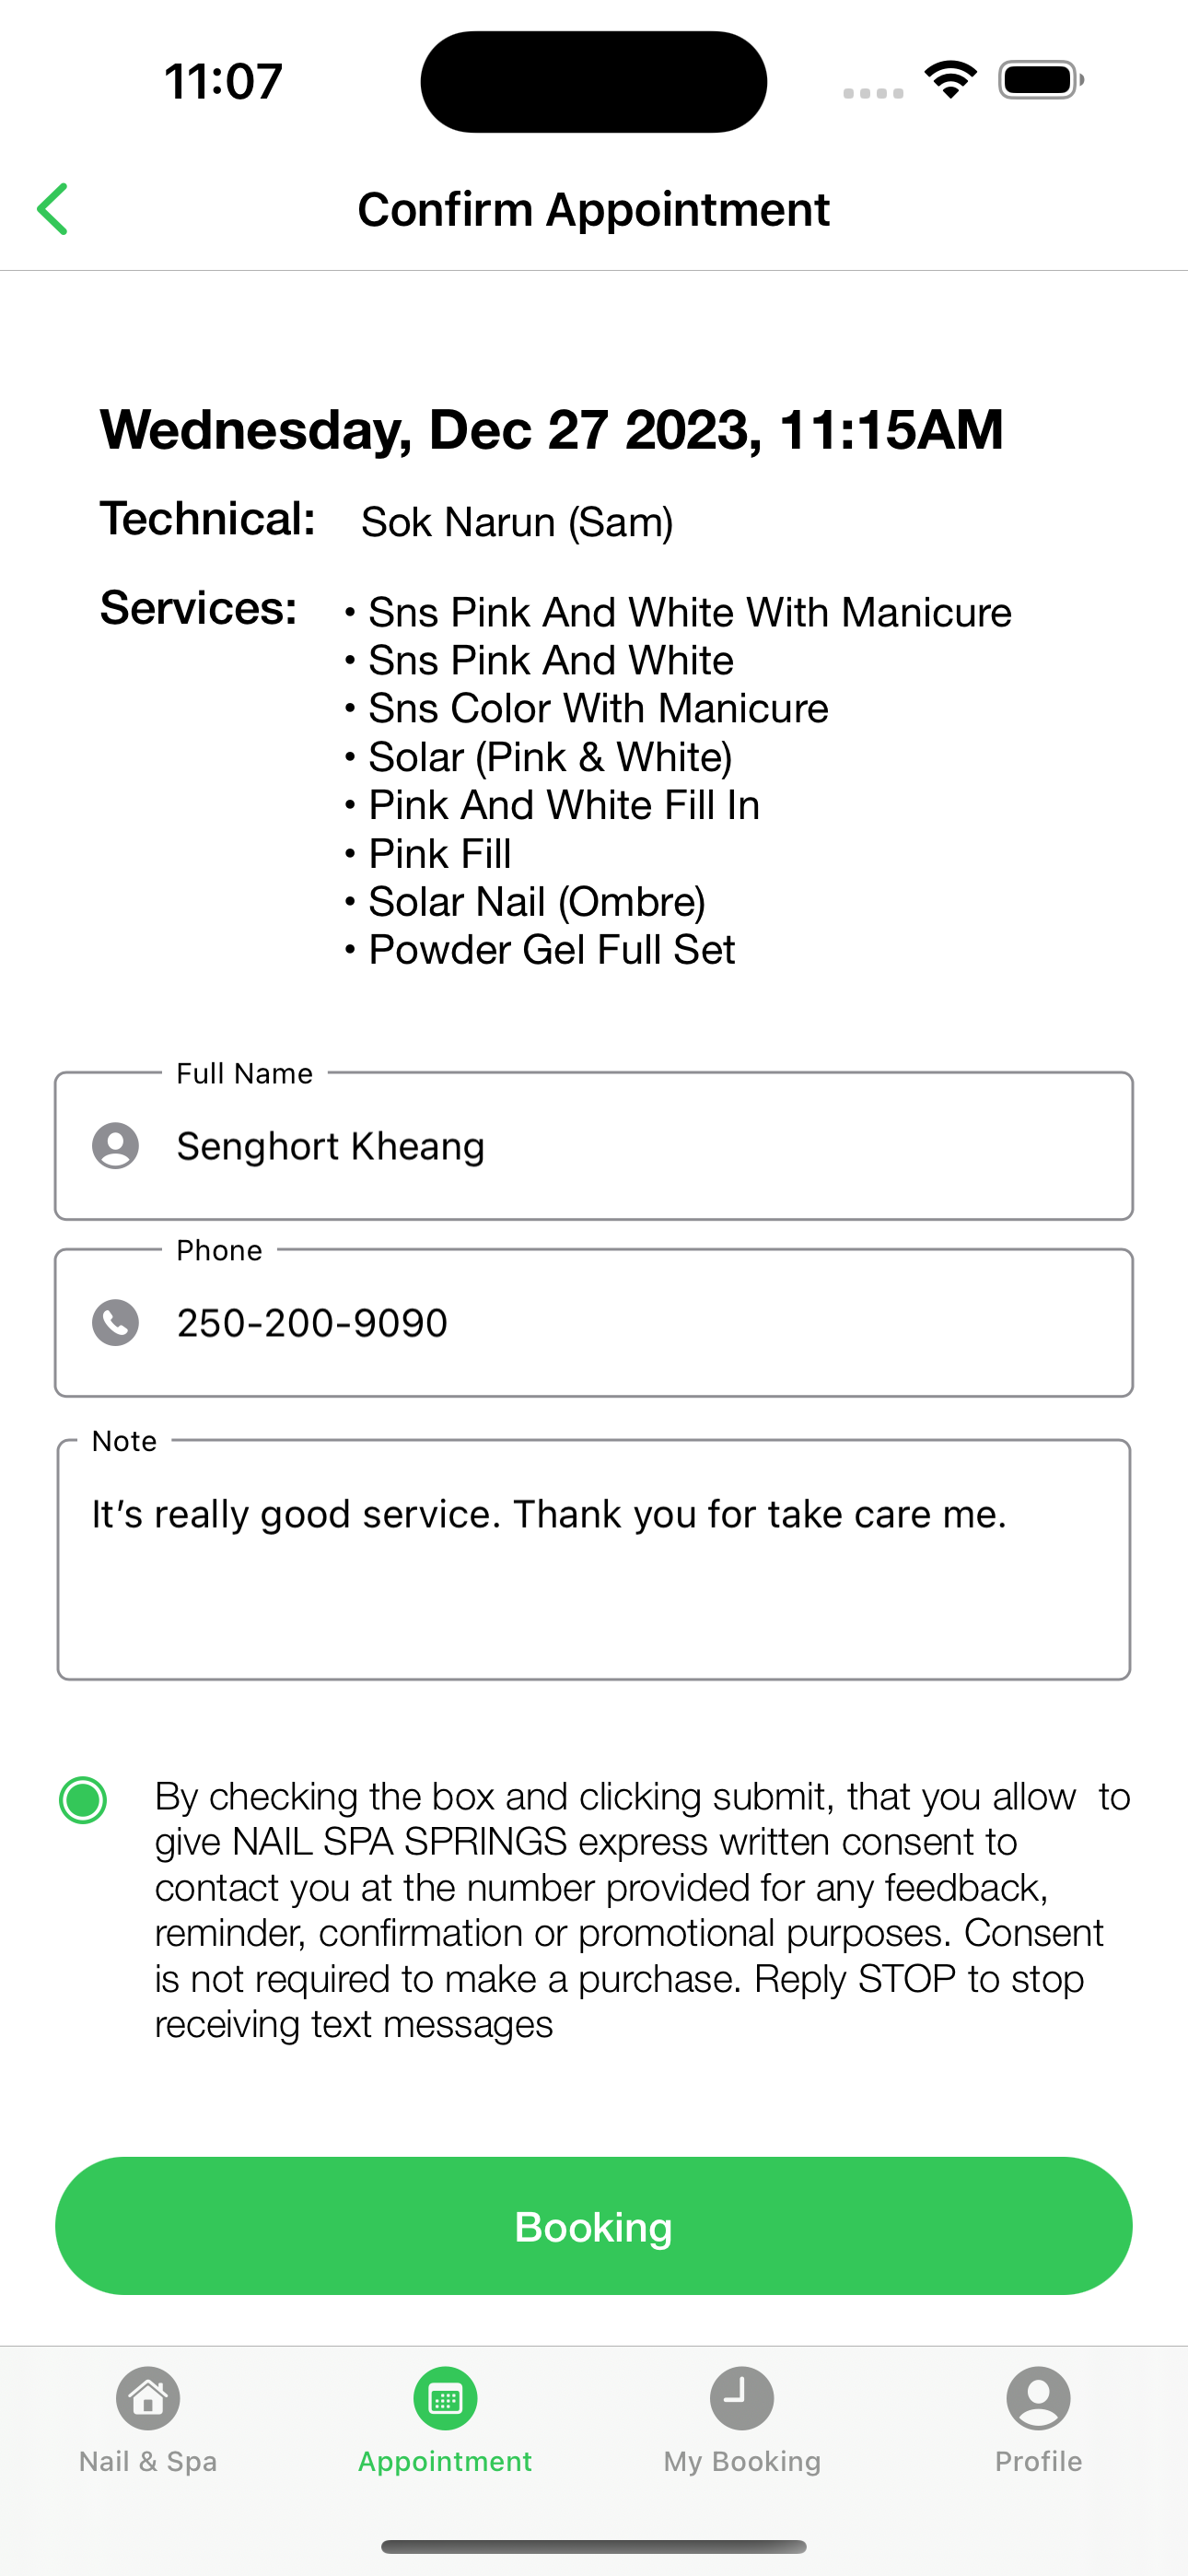 11:07
Confirm Appointment
Wednesday, Dec 27 2023, 11:15AM
Technical: Sok Narun (Sam)
Services: • Sns Pink And White With Manicure
• Sns Pink And White
• Sns Color With Manicure
• Solar (Pink & White)
• Pink And White Fill In
• Pink Fill
• Solar Nail (Ombre)
• Powder Gel Full Set
Full Name
Senghort Kheang
Phone
250-200-9090
Note
It’s really good service. Thank you for take care me.
By checking the box and clicking submit, that you allow  to
give NAIL SPA SPRINGS express written consent to
contact you at the number provided for any feedback,
reminder, confirmation or promotional purposes. Consent
is not required to make a purchase. Reply STOP to stop
receiving text messages
Booking
Nail & Spa Appointment My Booking Profile